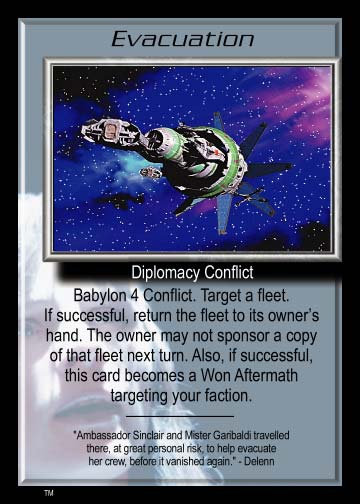 Evacuation
Diplomacy Conflict
Babylon 4 Conflict. Target a fleet.
If successful, return the fleet to its owner's
hand. The owner may not sponsor a copy
of that fleet next turn. Also, if successful,
this card becomes a Won Aftermath
targeting your faction.
"Ambassador Sinclair and Mister Garibaldi travelled
there, at great personal risk, to help evacuate
her crew, before it vanished again." - Delenn
TM